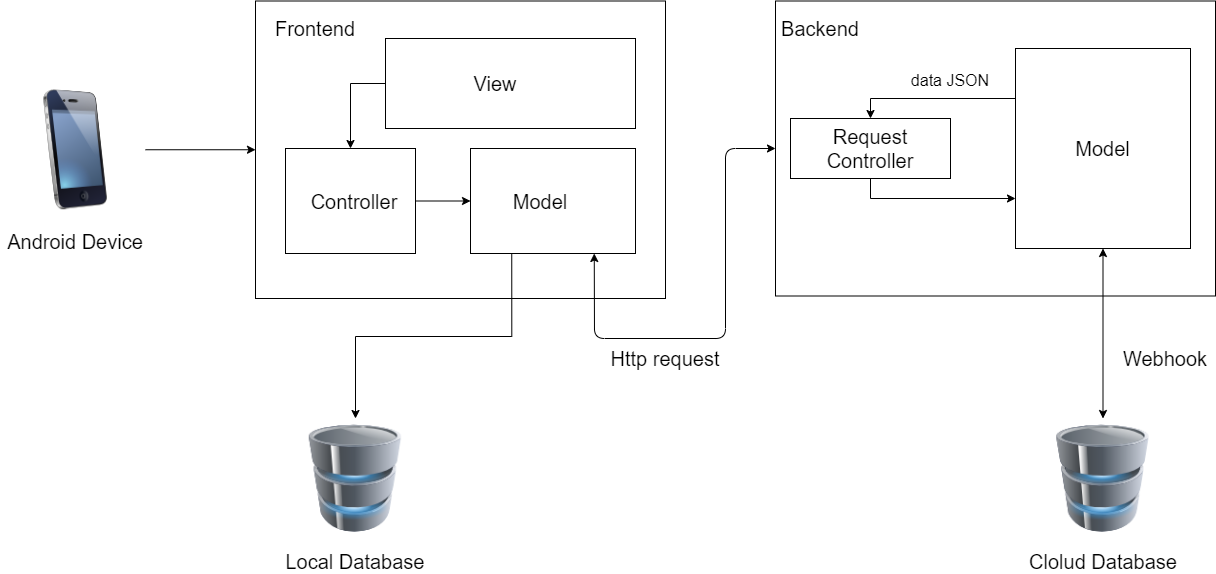 Frontend
Backend
View
data JSON
Request
Controller
Model
Controller
Model
Android Device
Http request
Webhook
Local Database
Clolud Database